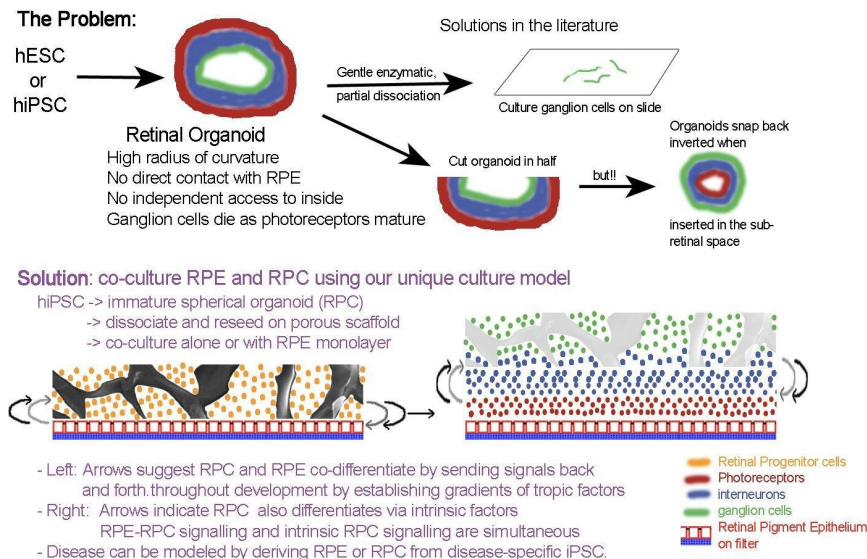 The Problem:
Solutions in the literature
hESC
or
hiPSC
Gentle enzymatic,
partial dissociation
Culture ganglion cells on slide
Retinal Organoid
High radius of curvature
No direct contact with RPE
No independent access to inside
Ganglion cells die as photoreceptors mature
Cut organoid in half
but!!
Organoids snap back
inverted when
inserted in the sub-
retinal space
Solution: co-culture RPE and RPC using our unique culture model
hiPSC -> immature spherical organoid (RPC)
-> dissociate and reseed on porous scaffold
-> co-culture alone or with RPE monolayer
- Left: Arrows suggest RPC and RPE co-differentiate by sending signals back
and forth.throughout development by establishing gradients of tropic factors
- Right: Arrows indicate RPC also differentiates via intrinsic factors
RPE-RPC signalling and intrinsic RPC signalling are simultaneous
- Disease can be modeled by deriving RPE or RPC from disease-specific iPSC.
Retinal Progenitor cells
Photoreceptors
interneurons
ganglion cells
Retinal Pigment Epithelium
on filter